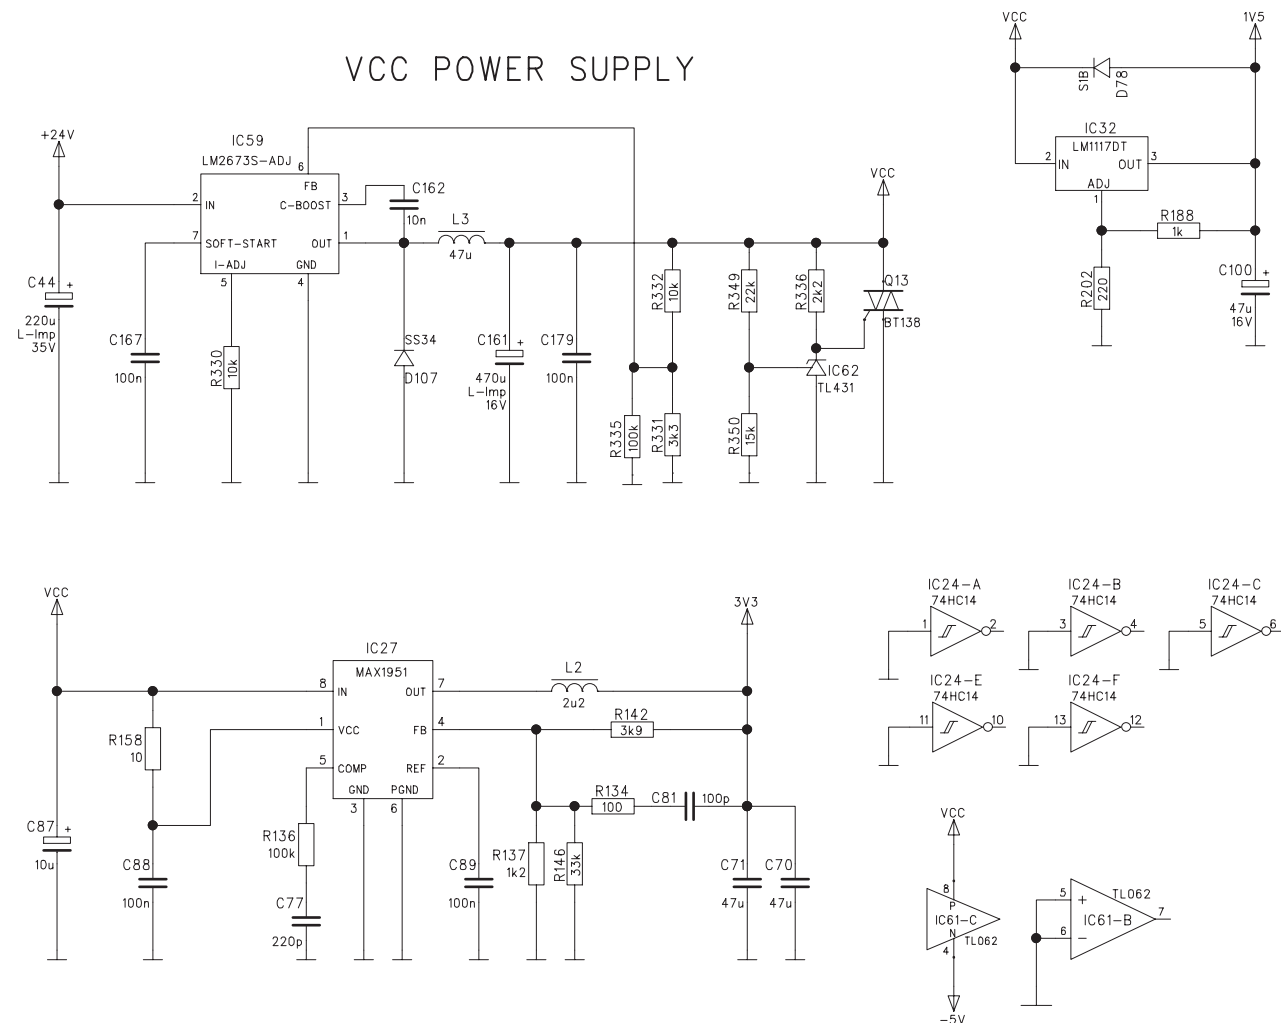 VCC POWER SUPPLY
+24V
IC59
LM2673S-ADJ
6
FB
2
IN
C-BOOST
3
7
SOFT-START
OUT
1
I-ADJ
GND
5
4
C162
10n
L3
47u
C44
+
220u
L-Imp
35V
C167
100n
R330
10k
SS34
D107
C161
+
470u
L-Imp
16V
C179
100n
R332
10k
R335
100k
R331
3k3
R349
22k
R350
15k
R336
2k2
VCC
Q13
BT138
IC62
TL431
VCC
1V5
S1B
D78
IC32
LM1117DT
2
IN
OUT
3
ADJ
1
R188
1k
R202
220
C100
+
47u
16V
VCC
IC27
MAX1951
8
IN
OUT
7
1
VCC
FB
4
5
COMP
REF
2
GND
PGND
3
6
R158
10
C87
+
10u
C88
100n
R136
100k
C77
220p
C89
100n
L2
2u2
3V3
R142
3k9
R134
100
C81
100p
R137
1k2
R146
33k
C71
47u
C70
47u
IC24-A
74HC14
1
2
IC24-B
74HC14
3
4
IC24-C
74HC14
5
6
IC24-E
74HC14
11
10
IC24-F
74HC14
13
12
VCC
8
P
IC61-C
N
TL062
4
-5V
TL062
5
+
IC61-B
7
6
-